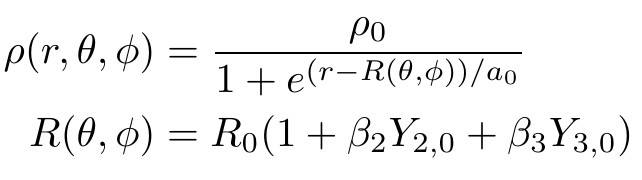 ρ(r, θ, ϕ) = ρ₀ / (1 + e^{(r−R(θ,ϕ))/a₀})
R(θ, ϕ) = R₀(1 + β₂Y₂,₀ + β₃Y₃,₀)